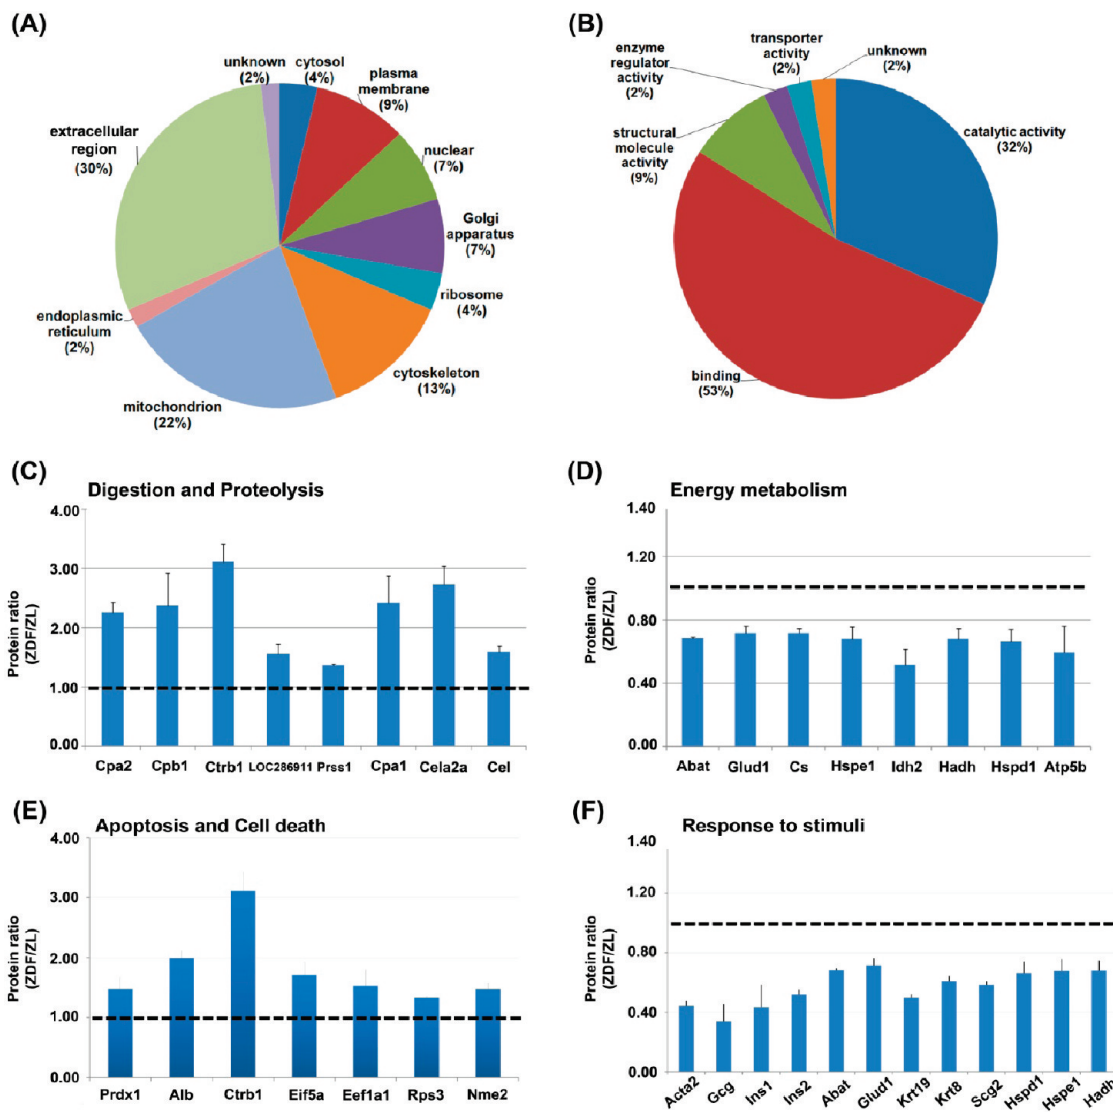 (A)
unknown
(2%)
cytosol
(4%)
plasma
membrane
(9%)
nuclear
(7%)
Golgi
apparatus
(7%)
ribosome
(4%)
cytoskeleton
(13%)
mitochondrion
(22%)
endoplasmic
reticulum
(2%)
extracellular
region
(30%)
(B)
enzyme
regulator
activity
(2%)
transporter
activity
(2%)
unknown
(2%)
catalytic activity
(32%)
structural
molecule
activity
(9%)
binding
(53%)
(C)
Digestion and Proteolysis
Protein ratio
(ZDF/ZL)
4.00
3.00
2.00
1.00
0.00
Cpa2 Cpb1 Ctrb1 LOC286911 Prss1 Cpa1 Cela2a Cel
(D)
Energy metabolism
Protein ratio
(ZDF/ZL)
1.40
1.20
1.00
0.80
0.40
0.00
Abat Glud1 Cs Hspe1 Idh2 Hadh Hspd1 Atp5b
(E)
Apoptosis and Cell death
Protein ratio
(ZDF/ZL)
4.00
3.00
2.00
1.00
0.00
Prdx1 Alb Ctrb1 Eif5a Eef1a1 Rps3 Nme2
(F)
Response to stimuli
Protein ratio
(ZDF/ZL)
1.40
1.20
1.00
0.80
0.40
0.00
Acta2 Gcg Ins1 Ins2 Abat Glud1 Krt19 Krt8 Scg2 Hspd1 Hspe1 Hadh